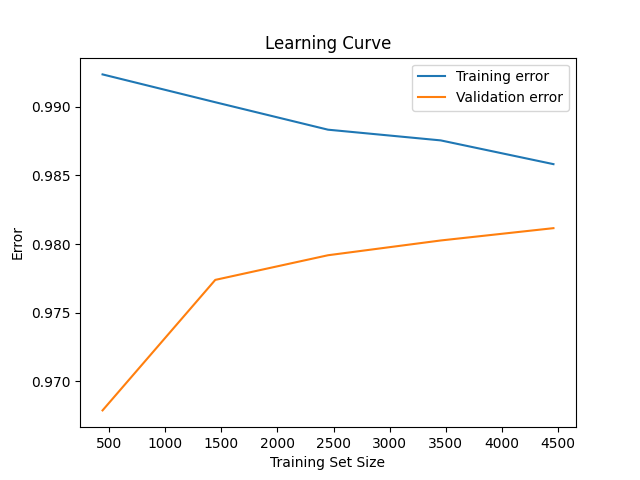 Learning Curve
Training error
Validation error
0.990
0.985
0.980
0.975
0.970
Error
500 1000 1500 2000 2500 3000 3500 4000 4500
Training Set Size